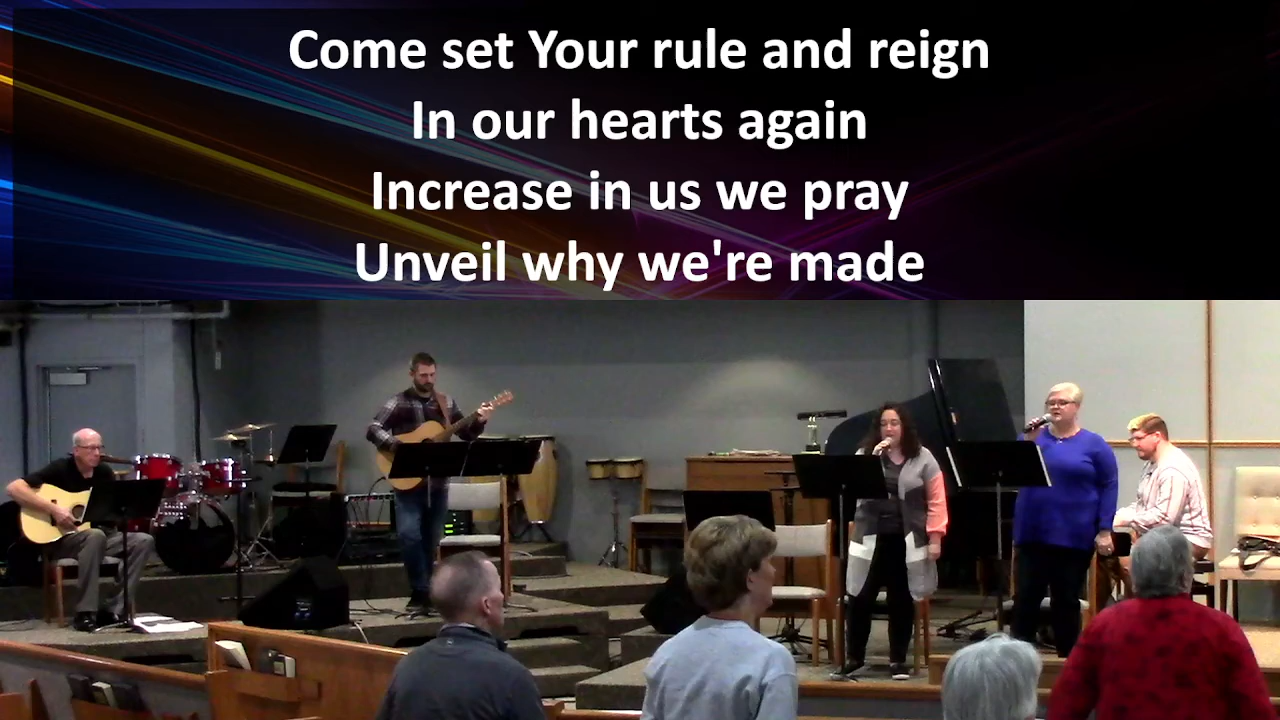 Come set Your rule and reign
In our hearts again
Increase in us we pray
Unveil why we're made